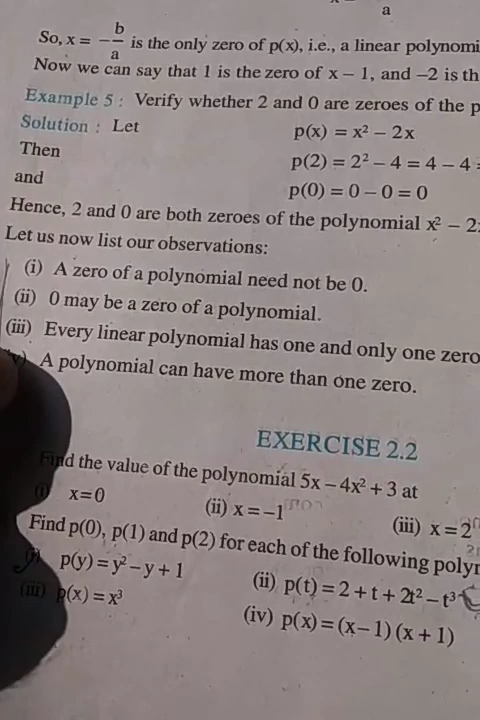 a
So, x = −b/a is the only zero of p(x), i.e., a linear
Now we can say that 1 is the zero of x − 1, and −2 is
Example 5 : Verify whether 2 and 0 are zeroes of the
Solution : Let p(x) = x² − 2x
Then p(2) = 2² − 4 = 4 − 4
and p(0) = 0 − 0 = 0
Hence, 2 and 0 are both zeroes of the polynomial x² −
Let us now list our observations:
(i) A zero of a polynomial need not be 0.
(ii) 0 may be a zero of a polynomial.
(iii) Every linear polynomial has one and only one zero
A polynomial can have more than one zero.
EXERCISE 2.2
Find the value of the polynomial 5x − 4x² + 3 at
(i) x = 0 (ii) x = −1 (iii) x = 2
Find p(0), p(1) and p(2) for each of the following
(i) p(y) = y² − y + 1 (ii) p(t) = 2 + t + 2t² − t³
(iii) p(x) = x³ (iv) p(x) = (x − 1) (x + 1)